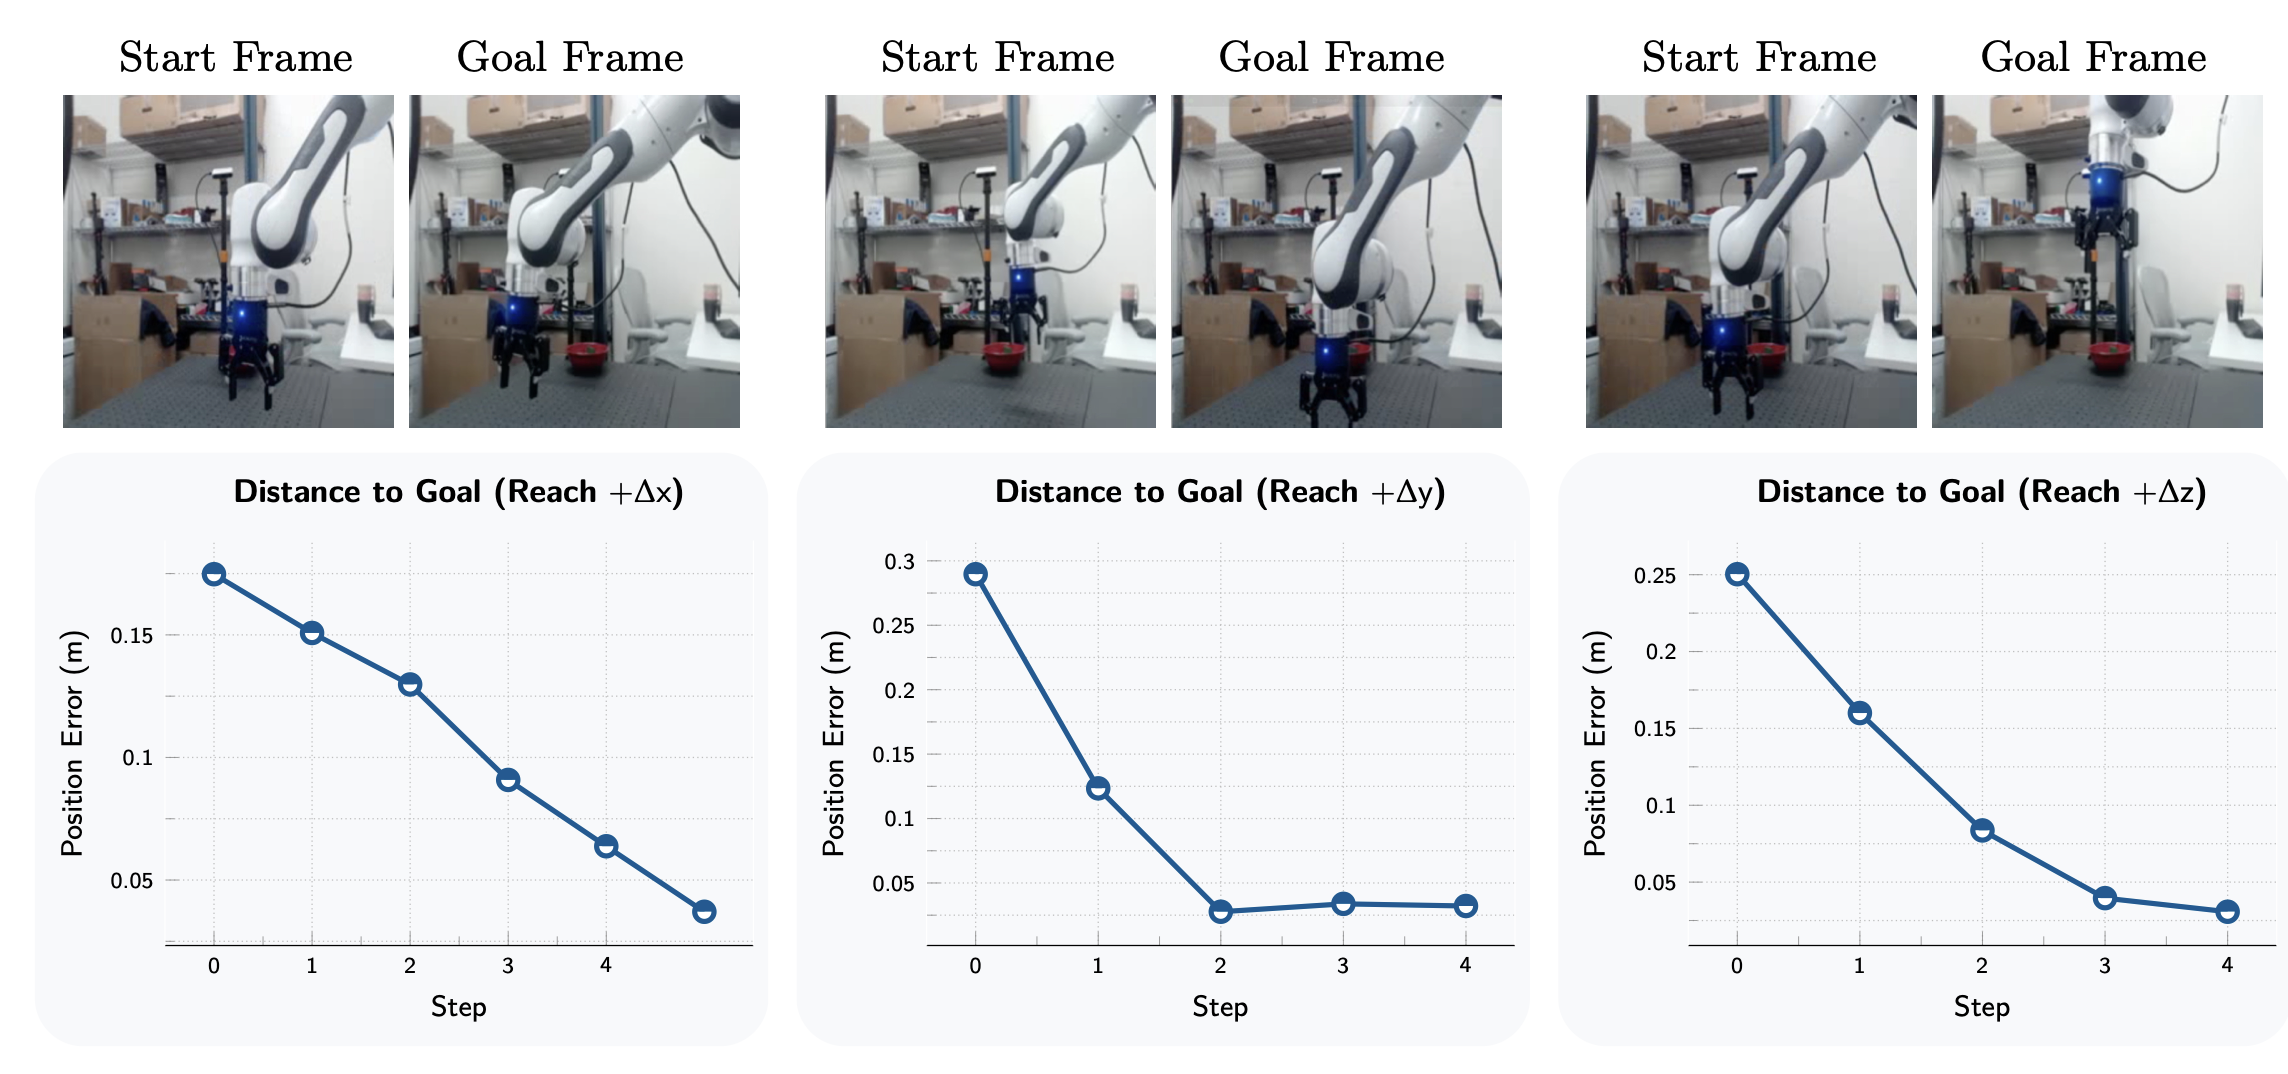 Start Frame
Goal Frame
Start Frame
Goal Frame
Start Frame
Goal Frame
Distance to Goal (Reach +Δx)
Position Error (m)
0.15
0.1
0.05
0
1
2
3
4
Step
Distance to Goal (Reach +Δy)
Position Error (m)
0.3
0.25
0.2
0.15
0.1
0.05
0
1
2
3
4
Step
Distance to Goal (Reach +Δz)
Position Error (m)
0.25
0.2
0.15
0.1
0.05
0
1
2
3
4
Step